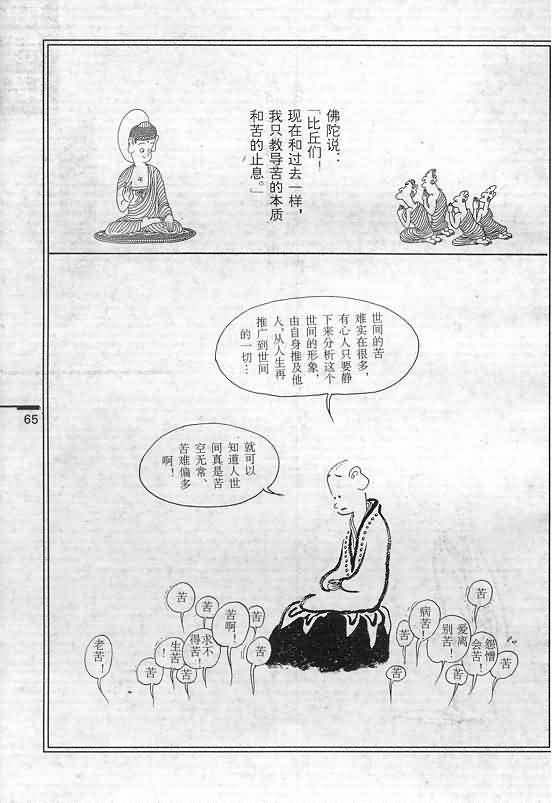 佛陀说：
「比丘们！
现在和过去一样，
我只教导苦的本质
和苦的止息。」
世间的苦
难实在很多，
有心人只要静
下来分析这个
世间的形象、
由自身推及他
人，从人生再
推广到世间
的一切…
就可以
知道人世
间真是苦
空无常、
苦难偏多
啊！
65
老苦！
苦
生苦
！
苦
苦
求不
得苦！
苦啊！
苦
苦
苦
苦
病苦！
苦
爱离
别苦！
苦
怨憎
会苦！
苦